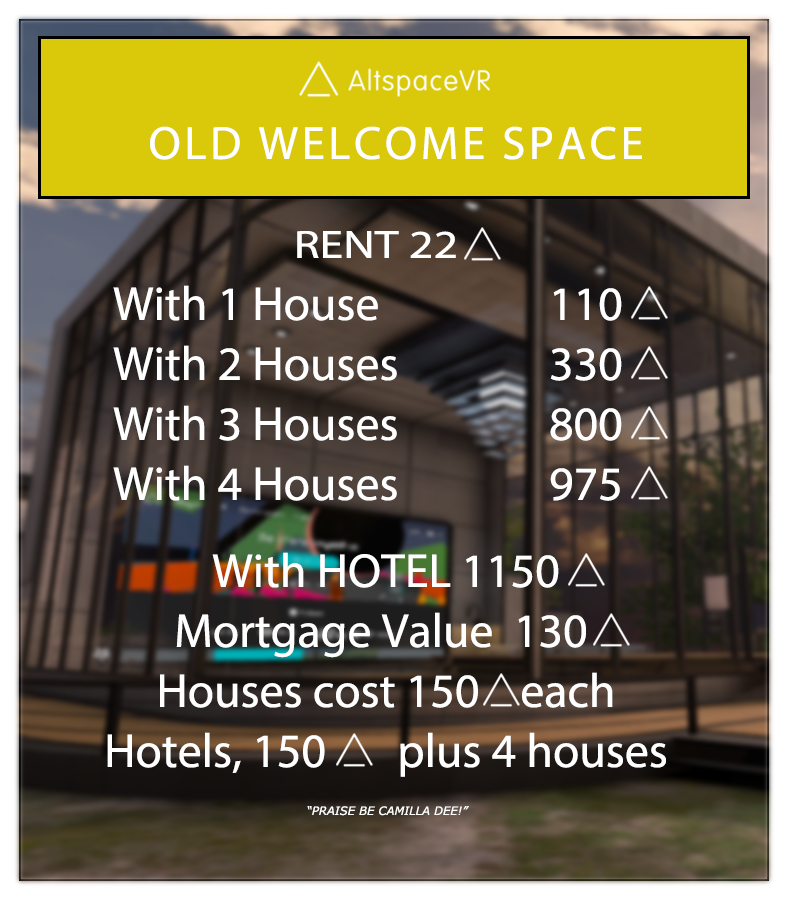 AltspaceVR
OLD WELCOME SPACE
RENT 22
With 1 House 110
With 2 Houses 330
With 3 Houses 800
With 4 Houses 975
With HOTEL 1150
Mortgage Value 130
Houses cost 150 each
Hotels, 150 plus 4 houses
"PRAISE BE CAMILLA DEE!"